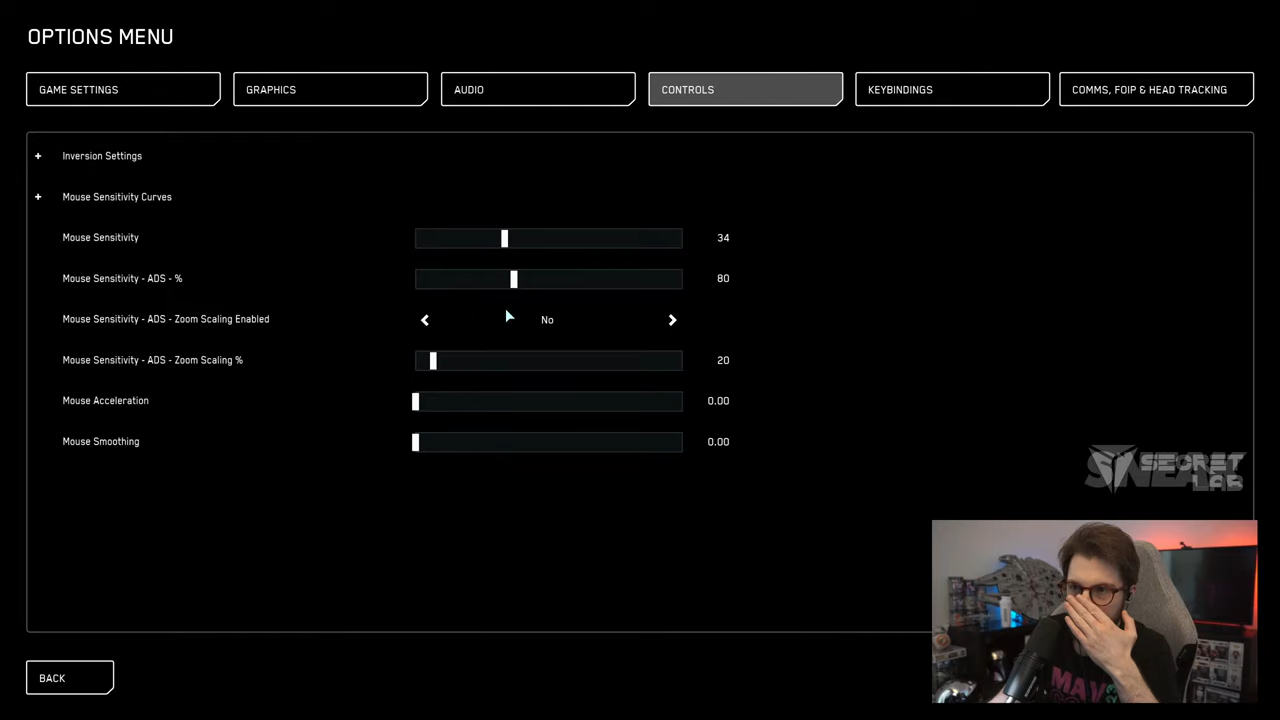 OPTIONS MENU
GAME SETTINGS
GRAPHICS
AUDIO
CONTROLS
KEYBINDINGS
COMMS, FOIP & HEAD TRACKING
+ Inversion Settings
+ Mouse Sensitivity Curves
Mouse Sensitivity 34
Mouse Sensitivity - ADS - % 80
Mouse Sensitivity - ADS - Zoom Scaling Enabled No
Mouse Sensitivity - ADS - Zoom Scaling % 20
Mouse Acceleration 0.00
Mouse Smoothing 0.00
SECRET
LAB
BACK